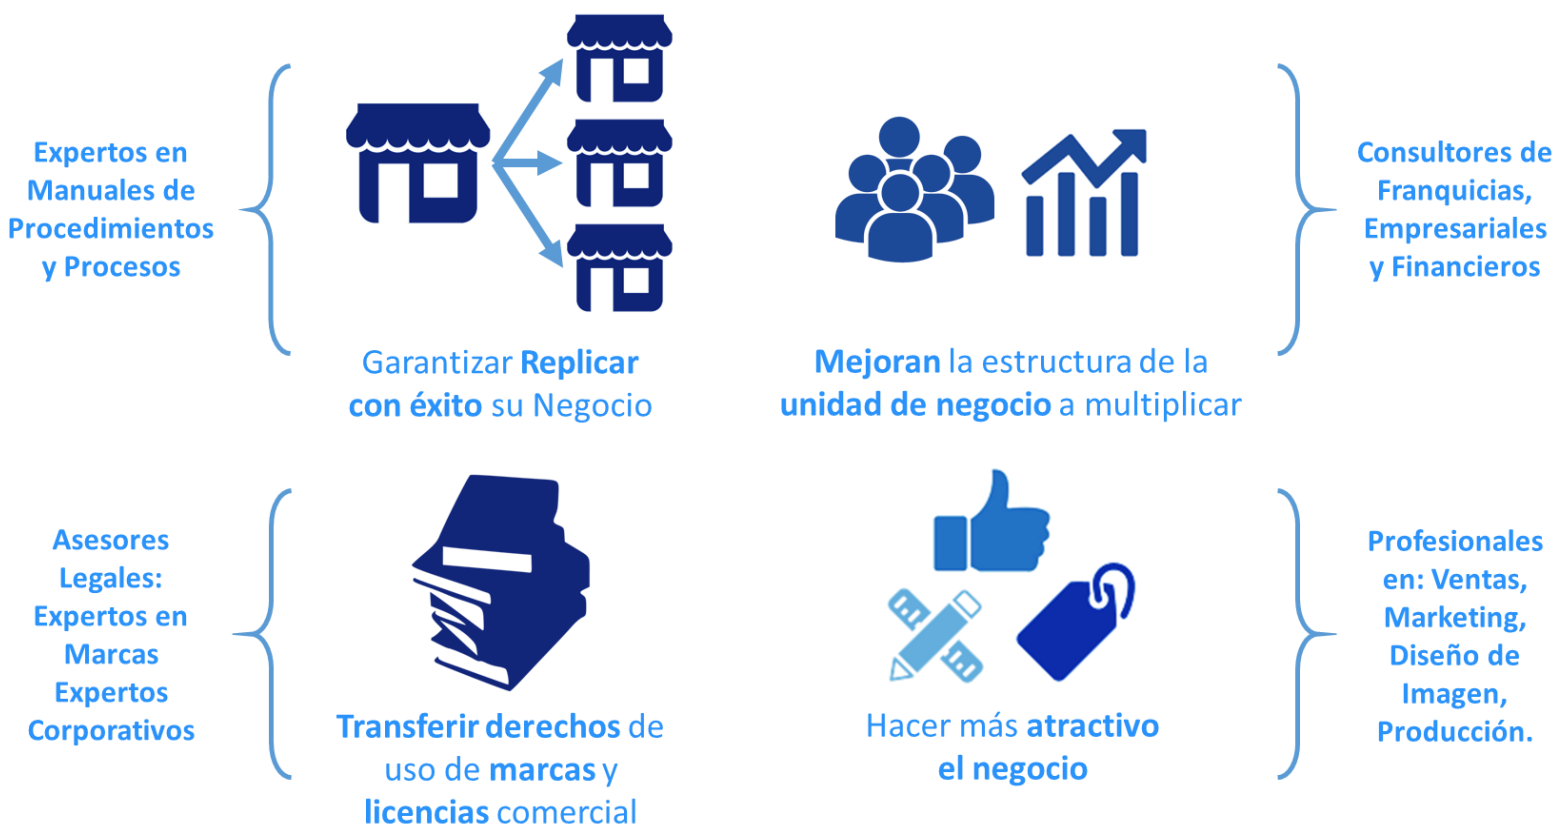 Expertos en
Manuales de
Procedimientos
y Procesos
Garantizar Replicar
con éxito su Negocio
Mejoran la estructura de la
unidad de negocio a multiplicar
Consultores de
Franquicias,
Empresariales
y Financieros
Asesores
Legales:
Expertos en
Marcas
Expertos
Corporativos
Transferir derechos de
uso de marcas y
licencias comercial
Hacer más atractivo
el negocio
Profesionales
en: Ventas,
Marketing,
Diseño de
Imagen,
Producción.